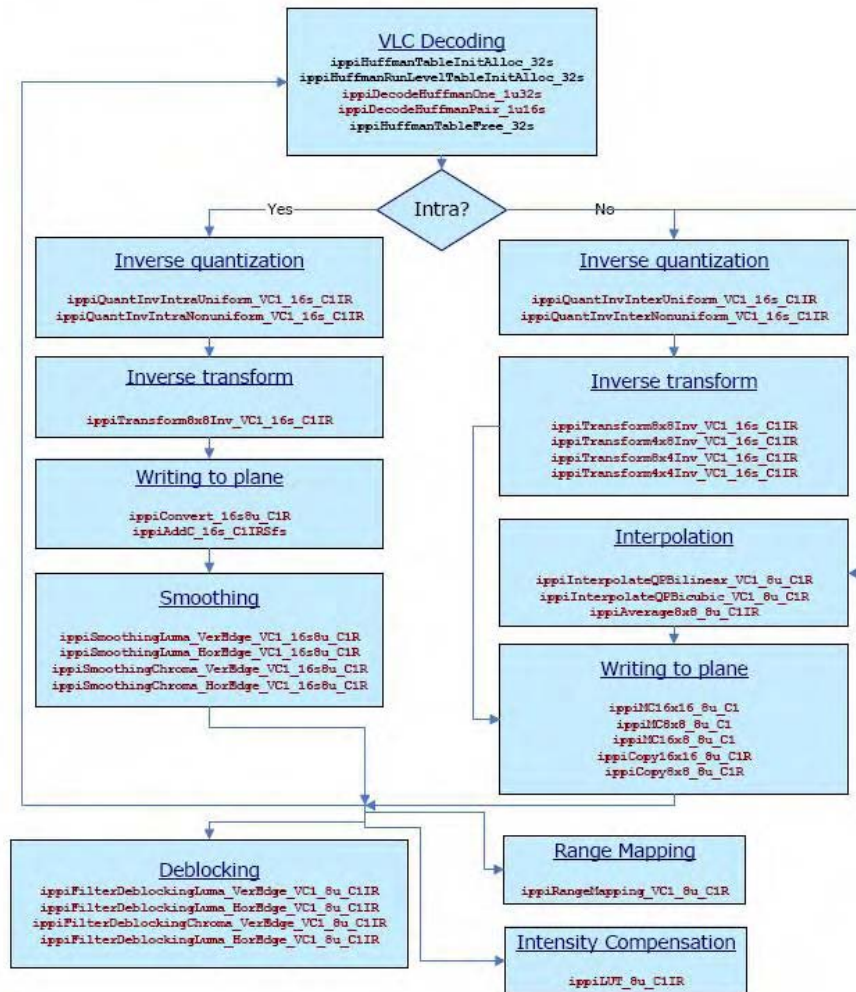 VLC Decoding
ippiHuffmanTableInitAlloc_32s
ippiHuffmanRunLevelTableInitAlloc_32s
ippiDecodeHuffmanOne_1u32s
ippiDecodeHuffmanPair_1u16s
ippiHuffmanTableFree_32s
Intra?
Yes
No
Inverse quantization
ippiQuantInvIntraUniform_VC1_16s_C1IR
ippiQuantInvIntraNonuniform_VC1_16s_C1IR
Inverse transform
ippiTransform8x8Inv_VC1_16s_C1IR
Writing to plane
ippiConvert_16s8u_C1R
ippiAddC_16s_C1IRSfs
Smoothing
ippiSmoothingLuma_VerEdge_VC1_16s8u_C1R
ippiSmoothingLuma_HorEdge_VC1_16s8u_C1R
ippiSmoothingChroma_VerEdge_VC1_16s8u_C1R
ippiSmoothingChroma_HorEdge_VC1_16s8u_C1R
Inverse quantization
ippiQuantInvInterUniform_VC1_16s_C1IR
ippiQuantInvInterNonuniform_VC1_16s_C1IR
Inverse transform
ippiTransform8x8Inv_VC1_16s_C1IR
ippiTransform4x8Inv_VC1_16s_C1IR
ippiTransform8x4Inv_VC1_16s_C1IR
ippiTransform4x4Inv_VC1_16s_C1IR
Interpolation
ippiInterpolateQPBilinear_VC1_8u_C1R
ippiInterpolateQPBicubic_VC1_8u_C1R
ippiAverage8x8_8u_C1IR
Writing to plane
ippiMC16x16_8u_C1
ippiMC8x8_8u_C1
ippiMC16x8_8u_C1
ippiCopy16x16_8u_C1R
ippiCopy8x8_8u_C1R
Deblocking
ippiFilterDeblockingLuma_VerEdge_VC1_8u_C1IR
ippiFilterDeblockingLuma_HorEdge_VC1_8u_C1IR
ippiFilterDeblockingChroma_VerEdge_VC1_8u_C1IR
ippiFilterDeblockingLuma_HorEdge_VC1_8u_C1IR
Range Mapping
ippiRangeMapping_VC1_8u_C1R
Intensity Compensation
ippiLUT_8u_C1IR